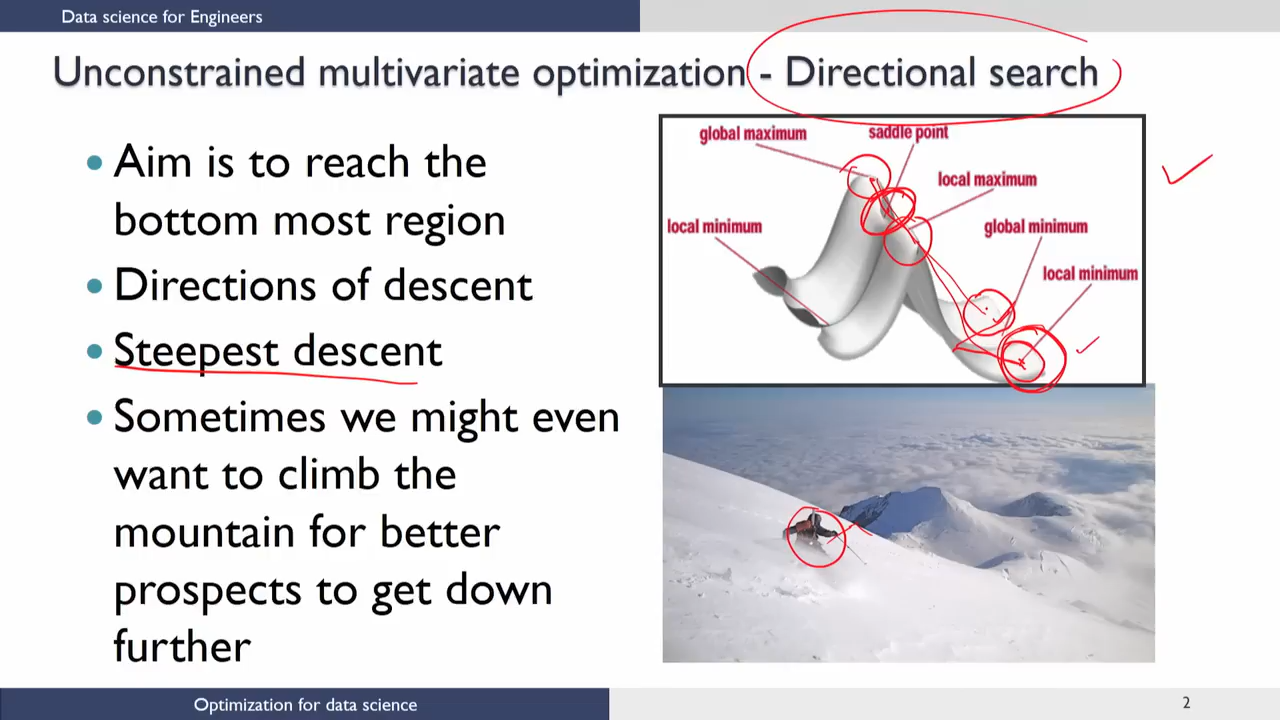 Data science for Engineers
Unconstrained multivariate optimization - Directional search
• Aim is to reach the
bottom most region
• Directions of descent
• Steepest descent
• Sometimes we might even
want to climb the
mountain for better
prospects to get down
further
global maximum
saddle point
local maximum
local minimum
global minimum
local minimum
Optimization for data science
2